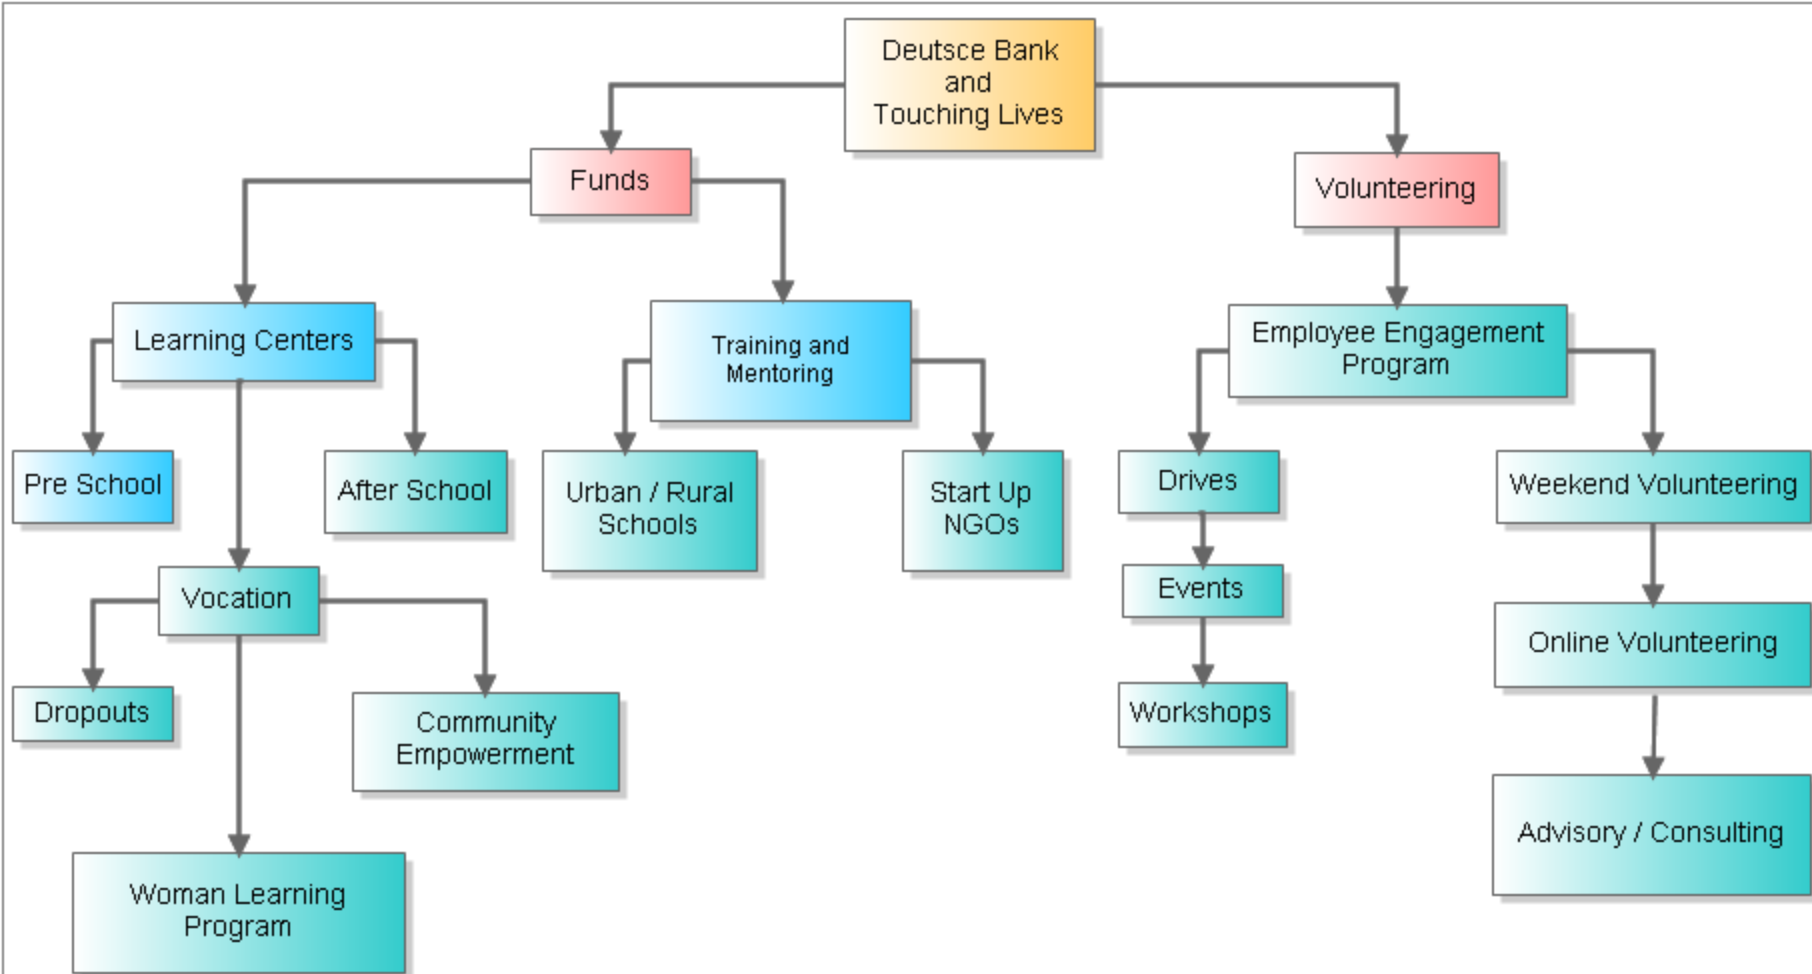 Deutsce Bank
and
Touching Lives
Funds
Volunteering
Learning Centers
Training and
Mentoring
Employee Engagement
Program
Pre School
After School
Urban / Rural
Schools
Start Up
NGOs
Drives
Weekend Volunteering
Vocation
Events
Online Volunteering
Dropouts
Community
Empowerment
Workshops
Advisory / Consulting
Woman Learning
Program